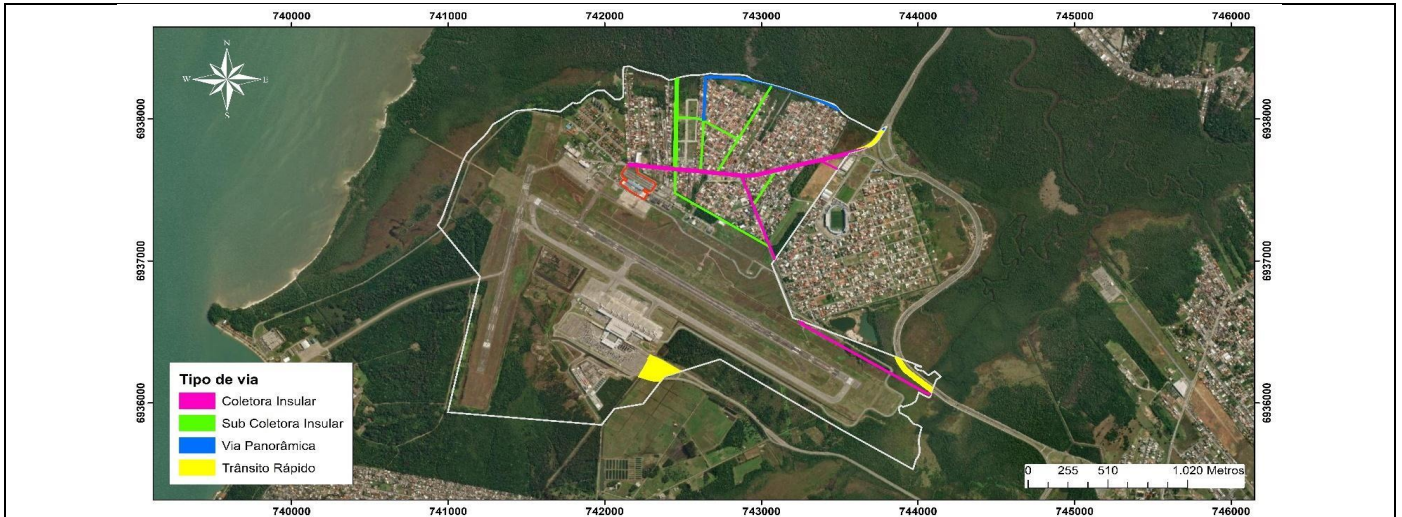 740000 741000 742000 743000 744000 745000 746000
N
W E
S
6938000 6938000
6937000 6937000
6936000 6936000
Tipo de via
Coletora Insular
Sub Coletora Insular
Via Panorâmica
Trânsito Rápido
0 255 510 1.020 Metros
740000 741000 742000 743000 744000 745000 746000